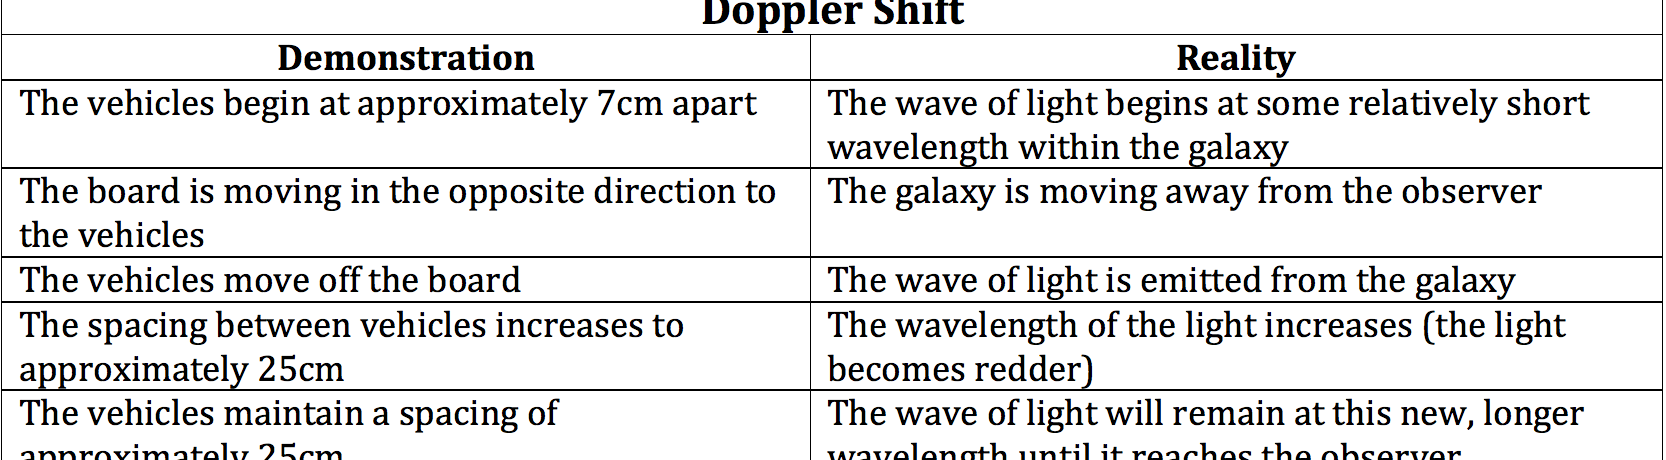 Doppler Shift
Demonstration
Reality
The vehicles begin at approximately 7cm apart
The wave of light begins at some relatively short
wavelength within the galaxy
The board is moving in the opposite direction to
the vehicles
The galaxy is moving away from the observer
The vehicles move off the board
The wave of light is emitted from the galaxy
The spacing between vehicles increases to
approximately 25cm
The wavelength of the light increases (the light
becomes redder)
The vehicles maintain a spacing of
approximately 25cm
The wave of light will remain at this new, longer
wavelength until it reaches the observer